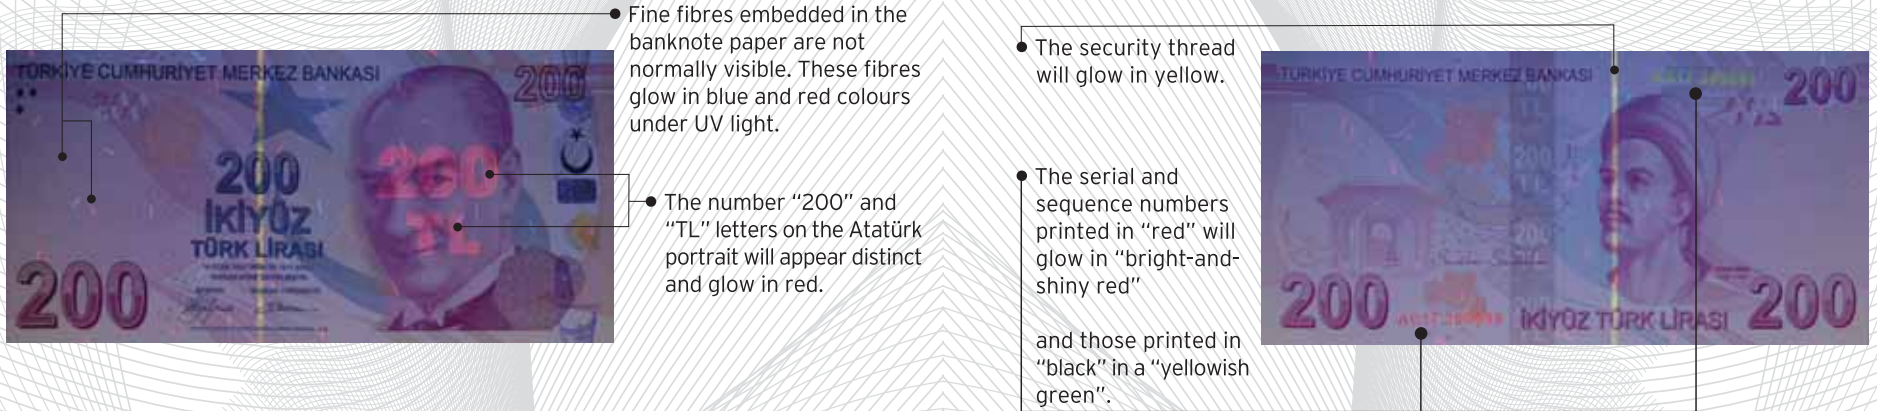 Fine fibres embedded in the
banknote paper are not
normally visible. These fibres
glow in blue and red colours
under UV light.
TÜRKİYE CUMHURİYET MERKEZ BANKASI
200
200
İKİYÜZ
TÜRK LİRASI
200
200
TL
The number “200” and
“TL” letters on the Atatürk
portrait will appear distinct
and glow in red.
The security thread
will glow in yellow.
The serial and
sequence numbers
printed in “red” will
glow in “bright-and-
shiny red”
and those printed in
“black” in a “yellowish
green”.
TÜRKİYE CUMHURİYET MERKEZ BANKASI
200
200
200
200
İKİYÜZ TÜRK LİRASI
200